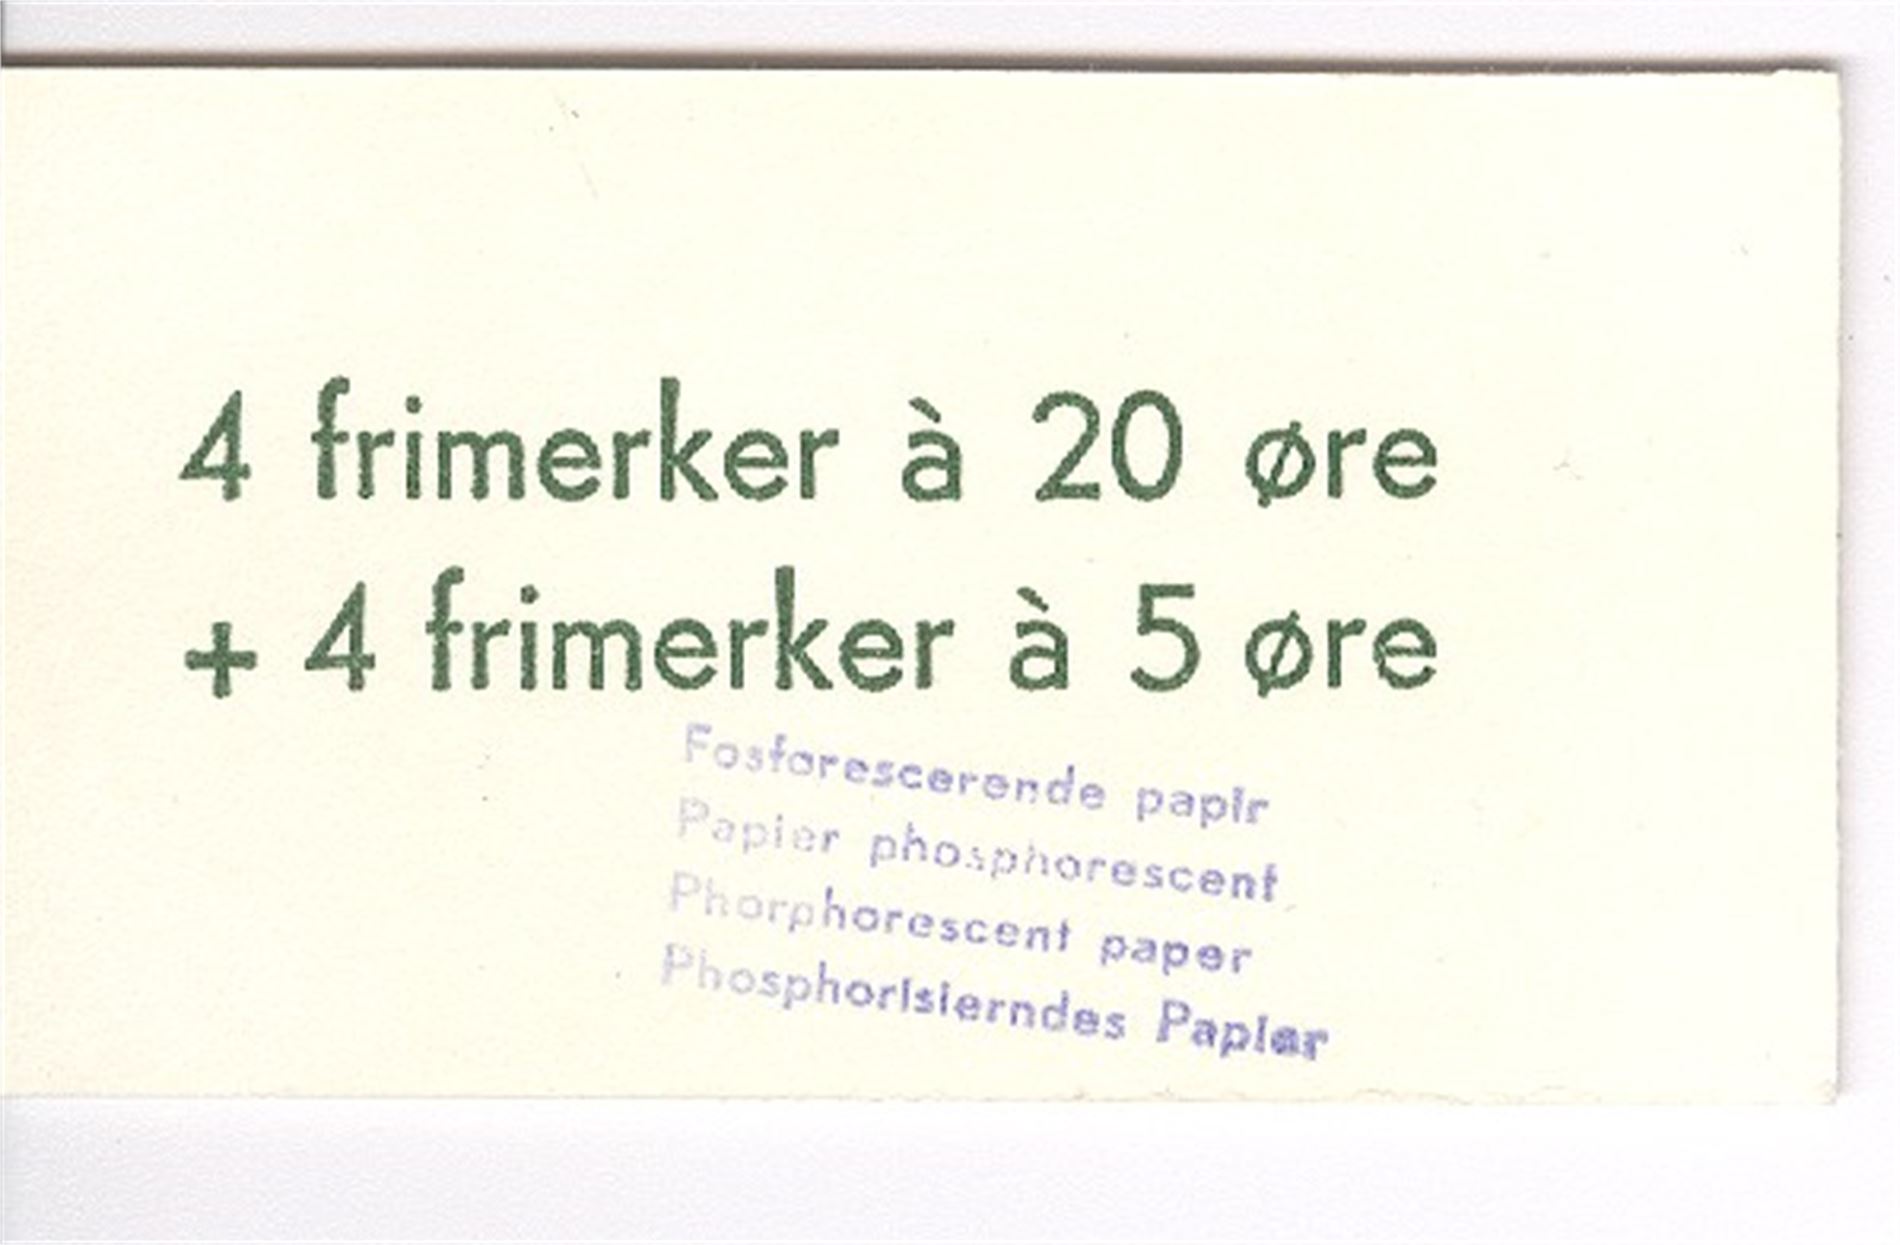 4 frimerker à 20 øre
+ 4 frimerker à 5 øre
Fosforescerende papir
Papier phosphorescent
Phorphorescent paper
Phosphorisierndes Papier